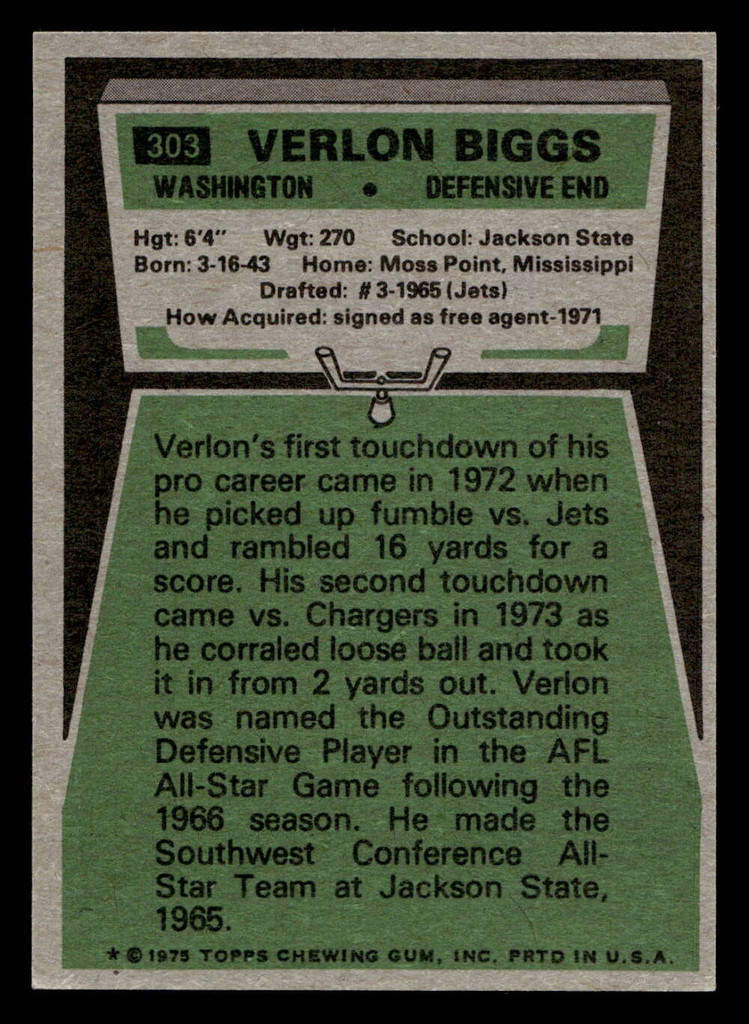 303 VERLON BIGGS
WASHINGTON • DEFENSIVE END
Hgt: 6'4" Wgt: 270 School: Jackson State
Born: 3-16-43 Home: Moss Point, Mississippi
Drafted: #3-1965 (Jets)
How Acquired: signed as free agent-1971
Verlon's first touchdown of his
pro career came in 1972 when
he picked up fumble vs. Jets
and rambled 16 yards for a
score. His second touchdown
came vs. Chargers in 1973 as
he corraled loose ball and took
it in from 2 yards out. Verlon
was named the Outstanding
Defensive Player in the AFL
All-Star Game following the
1966 season. He made the
Southwest Conference All-
Star Team at Jackson State,
1965.
* © 1975 TOPPS CHEWING GUM, INC. PRTD IN U.S.A.